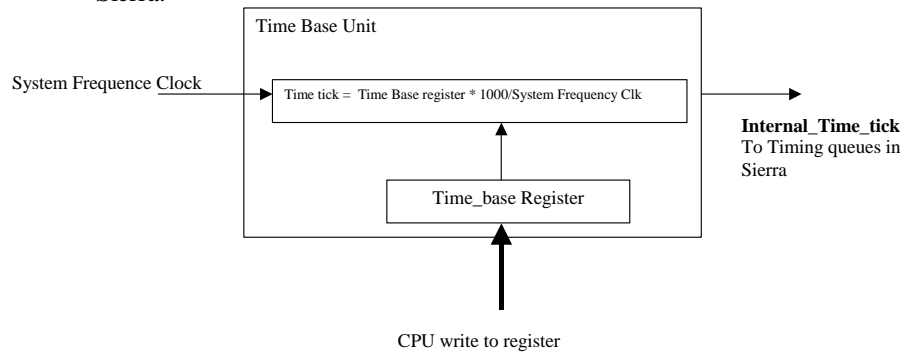 Sierra.
Time Base Unit
System Frequence Clock
Time tick = Time Base register * 1000/System Frequency Clk
Internal_Time_tick
To Timing queues in
Sierra
Time_base Register
CPU write to register